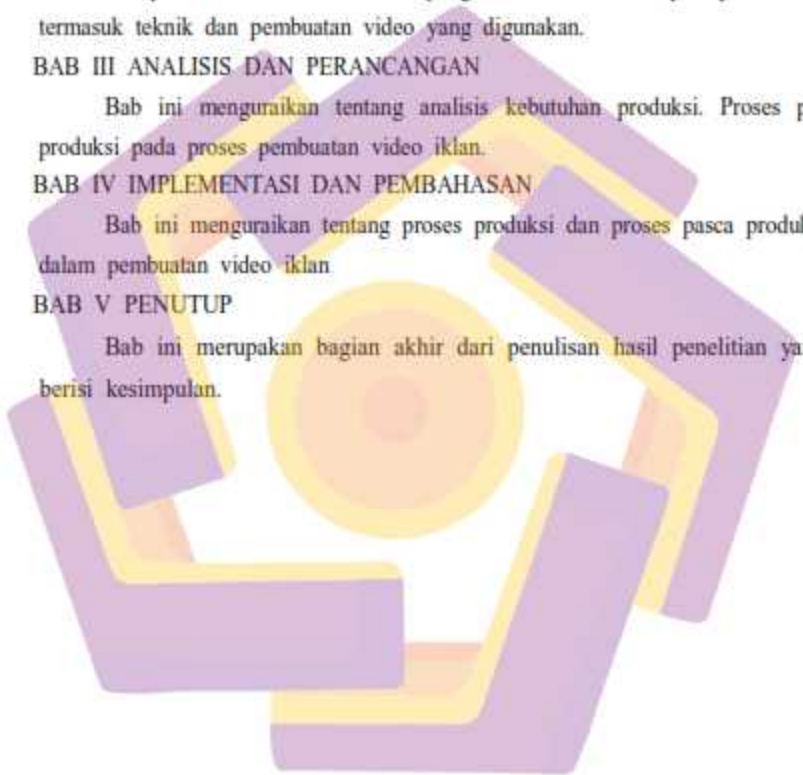 termasuk teknik dan pembuatan video yang digunakan.
BAB III ANALISIS DAN PERANCANGAN
Bab ini menguraikan tentang analisis kebutuhan produksi. Proses
produksi pada proses pembuatan video iklan.
BAB IV IMPLEMENTASI DAN PEMBAHASAN
Bab ini menguraikan tentang proses produksi dan proses pasca
dalam pembuatan video iklan
BAB V PENUTUP
Bab ini merupakan bagian akhir dari penulisan hasil penelitian
berisi kesimpulan.